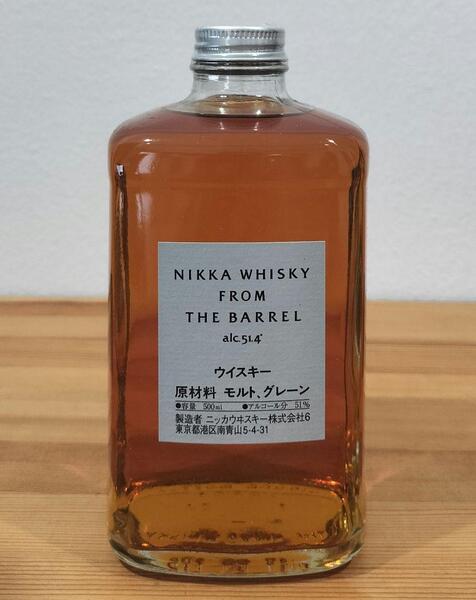 NIKKA WHISKY
FROM
THE BARREL
alc.51.4°
ウイスキー
原材料 モルト、グレーン
●容量 500ml ●アルコール分 51%
製造者 ニッカウヰスキー株式会社6
東京都港区南青山5-4-31